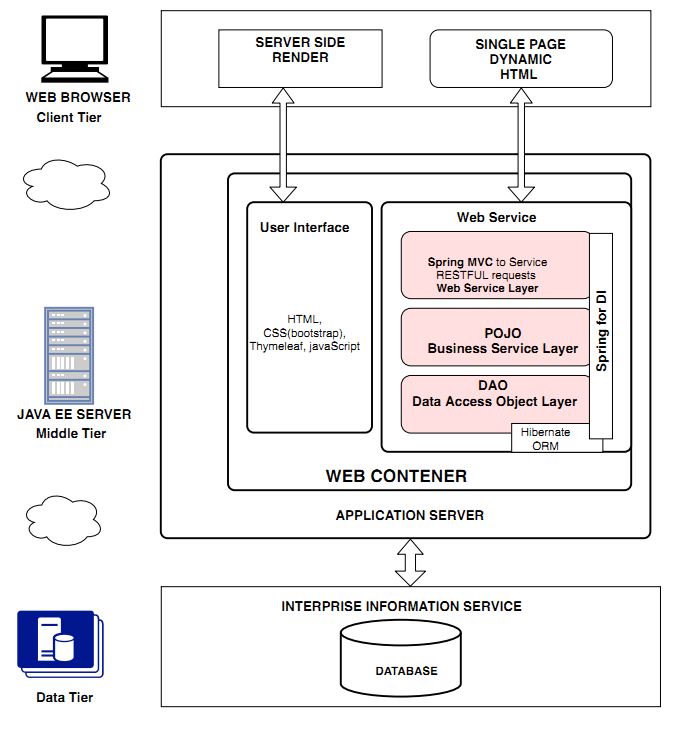 SERVER SIDE
RENDER
SINGLE PAGE
DYNAMIC
HTML
WEB BROWSER
Client Tier
User Interface
HTML,
CSS(bootstrap),
Thymeleaf, javaScript
Web Service
Spring MVC to Service
RESTFUL requests
Web Service Layer
POJO
Business Service Layer
DAO
Data Access Object Layer
Spring for DI
Hibernate
ORM
WEB CONTENER
APPLICATION SERVER
JAVA EE SERVER
Middle Tier
INTERPRISE INFORMATION SERVICE
DATABASE
Data Tier